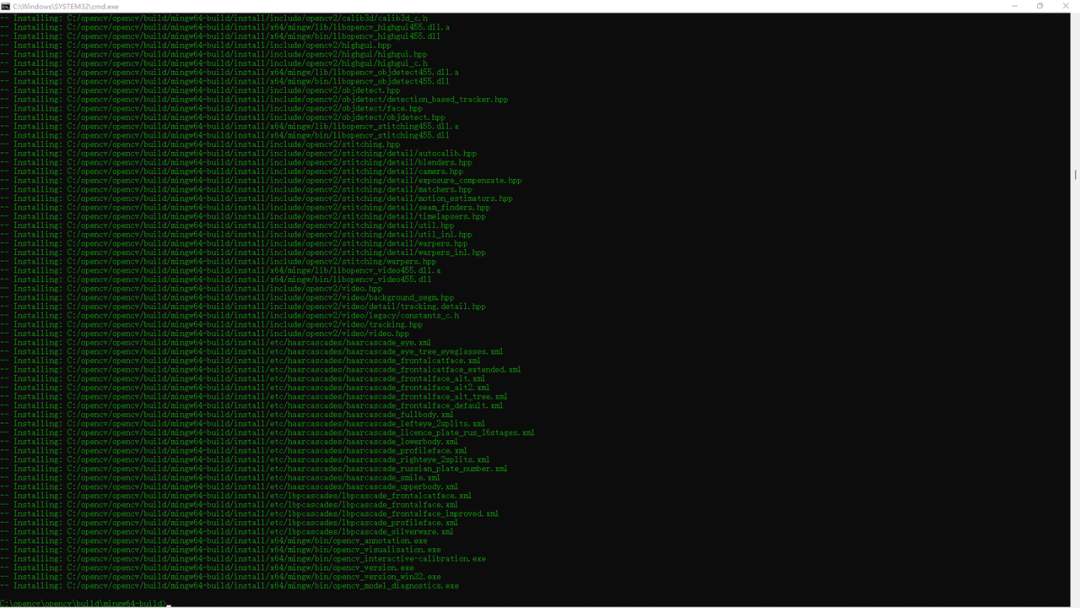 C:\Windows\SYSTEM32\cmd.exe
-- Installing: C:/opencv/opencv/build/mingw64-build/install/include/opencv2/calib3d/calib3d_c.h
-- Installing: C:/opencv/opencv/build/mingw64-build/install/x64/mingw/lib/libopencv_highgui455.dll.a
-- Installing: C:/opencv/opencv/build/mingw64-build/install/x64/mingw/bin/libopencv_highgui455.dll
-- Installing: C:/opencv/opencv/build/mingw64-build/install/include/opencv2/highgui.hpp
-- Installing: C:/opencv/opencv/build/mingw64-build/install/include/opencv2/highgui/highgui.hpp
-- Installing: C:/opencv/opencv/build/mingw64-build/install/include/opencv2/highgui/highgui_c.h
-- Installing: C:/opencv/opencv/build/mingw64-build/install/x64/mingw/lib/libopencv_objdetect455.dll.a
-- Installing: C:/opencv/opencv/build/mingw64-build/install/x64/mingw/bin/libopencv_objdetect455.dll
-- Installing: C:/opencv/opencv/build/mingw64-build/install/include/opencv2/objdetect.hpp
-- Installing: C:/opencv/opencv/build/mingw64-build/install/include/opencv2/objdetect/detection_based_tracker.hpp
-- Installing: C:/opencv/opencv/build/mingw64-build/install/include/opencv2/objdetect/face.hpp
-- Installing: C:/opencv/opencv/build/mingw64-build/install/include/opencv2/objdetect/objdetect.hpp
-- Installing: C:/opencv/opencv/build/mingw64-build/install/x64/mingw/lib/libopencv_stitching455.dll.a
-- Installing: C:/opencv/opencv/build/mingw64-build/install/x64/mingw/bin/libopencv_stitching455.dll
-- Installing: C:/opencv/opencv/build/mingw64-build/install/include/opencv2/stitching.hpp
-- Installing: C:/opencv/opencv/build/mingw64-build/install/include/opencv2/stitching/detail/autocalib.hpp
-- Installing: C:/opencv/opencv/build/mingw64-build/install/include/opencv2/stitching/detail/blenders.hpp
-- Installing: C:/opencv/opencv/build/mingw64-build/install/include/opencv2/stitching/detail/camera.hpp
-- Installing: C:/opencv/opencv/build/mingw64-build/install/include/opencv2/stitching/detail/exposure_compensate.hpp
-- Installing: C:/opencv/opencv/build/mingw64-build/install/include/opencv2/stitching/detail/matchers.hpp
-- Installing: C:/opencv/opencv/build/mingw64-build/install/include/opencv2/stitching/detail/motion_estimators.hpp
-- Installing: C:/opencv/opencv/build/mingw64-build/install/include/opencv2/stitching/detail/seam_finders.hpp
-- Installing: C:/opencv/opencv/build/mingw64-build/install/include/opencv2/stitching/detail/timelapsers.hpp
-- Installing: C:/opencv/opencv/build/mingw64-build/install/include/opencv2/stitching/detail/util.hpp
-- Installing: C:/opencv/opencv/build/mingw64-build/install/include/opencv2/stitching/detail/util_inl.hpp
-- Installing: C:/opencv/opencv/build/mingw64-build/install/include/opencv2/stitching/detail/warpers.hpp
-- Installing: C:/opencv/opencv/build/mingw64-build/install/include/opencv2/stitching/detail/warpers_inl.hpp
-- Installing: C:/opencv/opencv/build/mingw64-build/install/include/opencv2/stitching/warpers.hpp
-- Installing: C:/opencv/opencv/build/mingw64-build/install/x64/mingw/lib/libopencv_video455.dll.a
-- Installing: C:/opencv/opencv/build/mingw64-build/install/x64/mingw/bin/libopencv_video455.dll
-- Installing: C:/opencv/opencv/build/mingw64-build/install/include/opencv2/video.hpp
-- Installing: C:/opencv/opencv/build/mingw64-build/install/include/opencv2/video/background_segm.hpp
-- Installing: C:/opencv/opencv/build/mingw64-build/install/include/opencv2/video/detail/tracking.detail.hpp
-- Installing: C:/opencv/opencv/build/mingw64-build/install/include/opencv2/video/legacy/constants_c.h
-- Installing: C:/opencv/opencv/build/mingw64-build/install/include/opencv2/video/tracking.hpp
-- Installing: C:/opencv/opencv/build/mingw64-build/install/include/opencv2/video/video.hpp
-- Installing: C:/opencv/opencv/build/mingw64-build/install/etc/haarcascades/haarcascade_eye.xml
-- Installing: C:/opencv/opencv/build/mingw64-build/install/etc/haarcascades/haarcascade_eye_tree_eyeglasses.xml
-- Installing: C:/opencv/opencv/build/mingw64-build/install/etc/haarcascades/haarcascade_frontalcatface.xml
-- Installing: C:/opencv/opencv/build/mingw64-build/install/etc/haarcascades/haarcascade_frontalcatface_extended.xml
-- Installing: C:/opencv/opencv/build/mingw64-build/install/etc/haarcascades/haarcascade_frontalface_alt.xml
-- Installing: C:/opencv/opencv/build/mingw64-build/install/etc/haarcascades/haarcascade_frontalface_alt2.xml
-- Installing: C:/opencv/opencv/build/mingw64-build/install/etc/haarcascades/haarcascade_frontalface_alt_tree.xml
-- Installing: C:/opencv/opencv/build/mingw64-build/install/etc/haarcascades/haarcascade_frontalface_default.xml
-- Installing: C:/opencv/opencv/build/mingw64-build/install/etc/haarcascades/haarcascade_fullbody.xml
-- Installing: C:/opencv/opencv/build/mingw64-build/install/etc/haarcascades/haarcascade_lefteye_2splits.xml
-- Installing: C:/opencv/opencv/build/mingw64-build/install/etc/haarcascades/haarcascade_licence_plate_rus_16stages.xml
-- Installing: C:/opencv/opencv/build/mingw64-build/install/etc/haarcascades/haarcascade_lowerbody.xml
-- Installing: C:/opencv/opencv/build/mingw64-build/install/etc/haarcascades/haarcascade_profileface.xml
-- Installing: C:/opencv/opencv/build/mingw64-build/install/etc/haarcascades/haarcascade_righteye_2splits.xml
-- Installing: C:/opencv/opencv/build/mingw64-build/install/etc/haarcascades/haarcascade_russian_plate_number.xml
-- Installing: C:/opencv/opencv/build/mingw64-build/install/etc/haarcascades/haarcascade_smile.xml
-- Installing: C:/opencv/opencv/build/mingw64-build/install/etc/haarcascades/haarcascade_upperbody.xml
-- Installing: C:/opencv/opencv/build/mingw64-build/install/etc/lbpcascades/lbpcascade_frontalcatface.xml
-- Installing: C:/opencv/opencv/build/mingw64-build/install/etc/lbpcascades/lbpcascade_frontalface.xml
-- Installing: C:/opencv/opencv/build/mingw64-build/install/etc/lbpcascades/lbpcascade_frontalface_improved.xml
-- Installing: C:/opencv/opencv/build/mingw64-build/install/etc/lbpcascades/lbpcascade_profileface.xml
-- Installing: C:/opencv/opencv/build/mingw64-build/install/etc/lbpcascades/lbpcascade_silverware.xml
-- Installing: C:/opencv/opencv/build/mingw64-build/install/x64/mingw/bin/opencv_annotation.exe
-- Installing: C:/opencv/opencv/build/mingw64-build/install/x64/mingw/bin/opencv_visualisation.exe
-- Installing: C:/opencv/opencv/build/mingw64-build/install/x64/mingw/bin/opencv_interactive-calibration.exe
-- Installing: C:/opencv/opencv/build/mingw64-build/install/x64/mingw/bin/opencv_version.exe
-- Installing: C:/opencv/opencv/build/mingw64-build/install/x64/mingw/bin/opencv_version_win32.exe
-- Installing: C:/opencv/opencv/build/mingw64-build/install/x64/mingw/bin/opencv_model_diagnostics.exe
C:\opencv\opencv\build\mingw64-build>